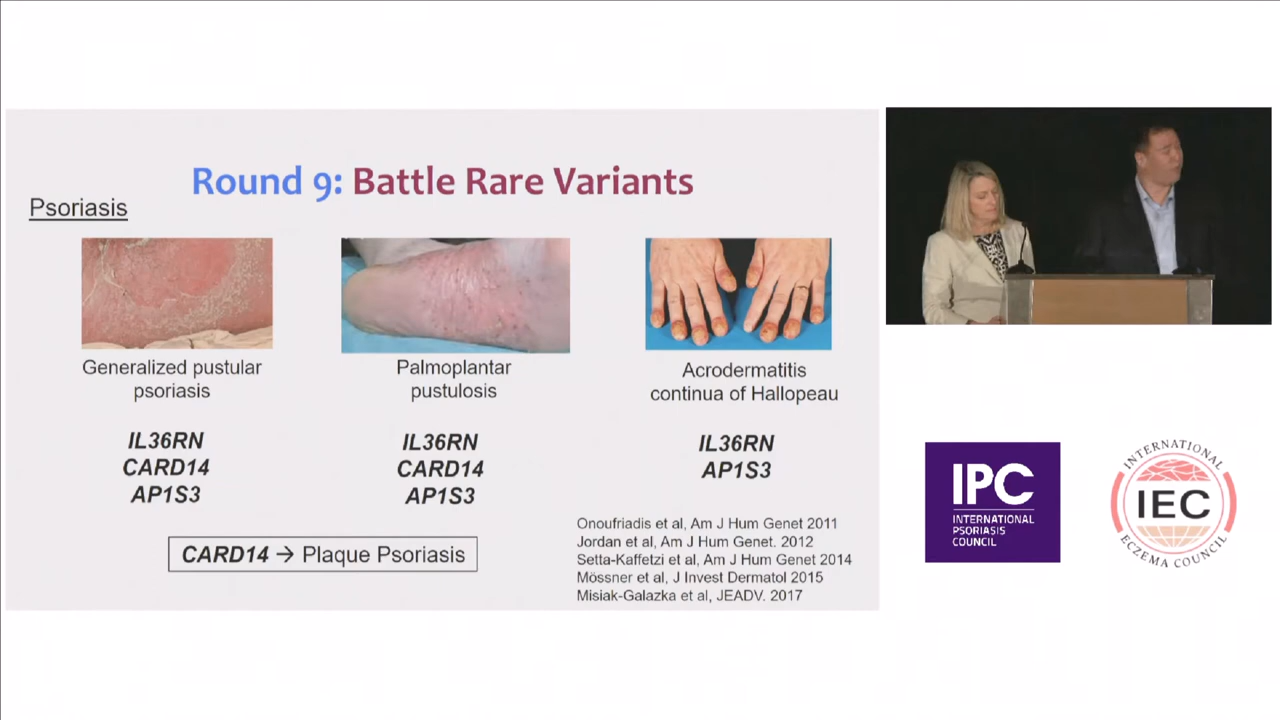 Round 9: Battle Rare Variants
Psoriasis
Generalized pustular
psoriasis
IL36RN
CARD14
AP1S3
Palmoplantar
pustulosis
IL36RN
CARD14
AP1S3
Acrodermatitis
continua of Hallopeau
IL36RN
AP1S3
CARD14 → Plaque Psoriasis
Onoufriadis et al, Am J Hum Genet 2011
Jordan et al, Am J Hum Genet. 2012
Setta-Kaffetzi et al, Am J Hum Genet 2014
Mössner et al, J Invest Dermatol 2015
Misiak-Galazka et al, JEADV. 2017
IPC
INTERNATIONAL
PSORIASIS
COUNCIL
INTERNATIONAL
IEC
ECZEMA COUNCIL